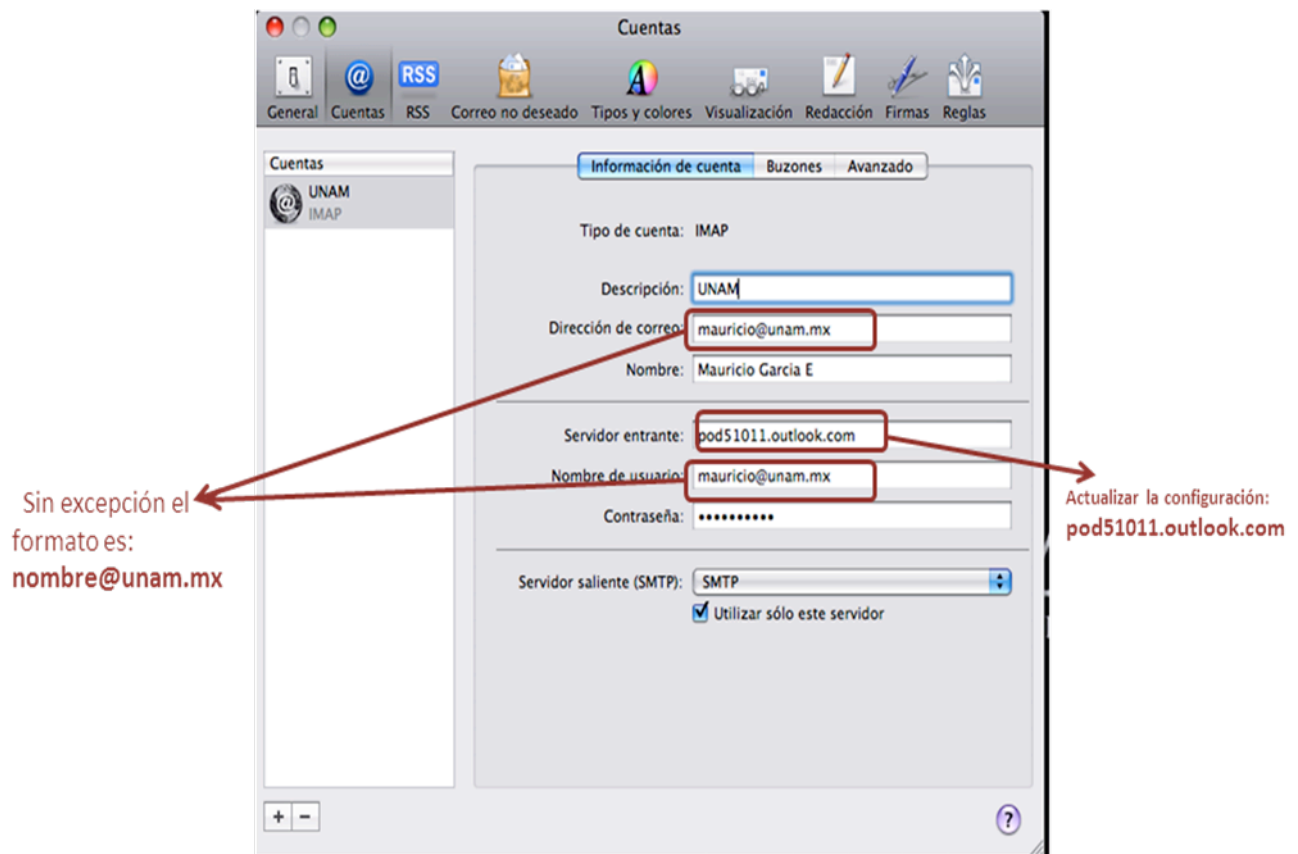 Cuentas
General Cuentas RSS Correo no deseado Tipos y colores Visualización Redacción Firmas Reglas
RSS
Cuentas
UNAM
IMAP
Información de cuenta Buzones Avanzado
Tipo de cuenta: IMAP
Descripción: UNAM
Dirección de correo: mauricio@unam.mx
Nombre: Mauricio Garcia E
Servidor entrante: pod51011.outlook.com
Nombre de usuario: mauricio@unam.mx
Contraseña: ••••••••••
Servidor saliente (SMTP): SMTP
Utilizar sólo este servidor
Sin excepción el
formato es:
nombre@unam.mx
Actualizar la configuración:
pod51011.outlook.com
+ −
?